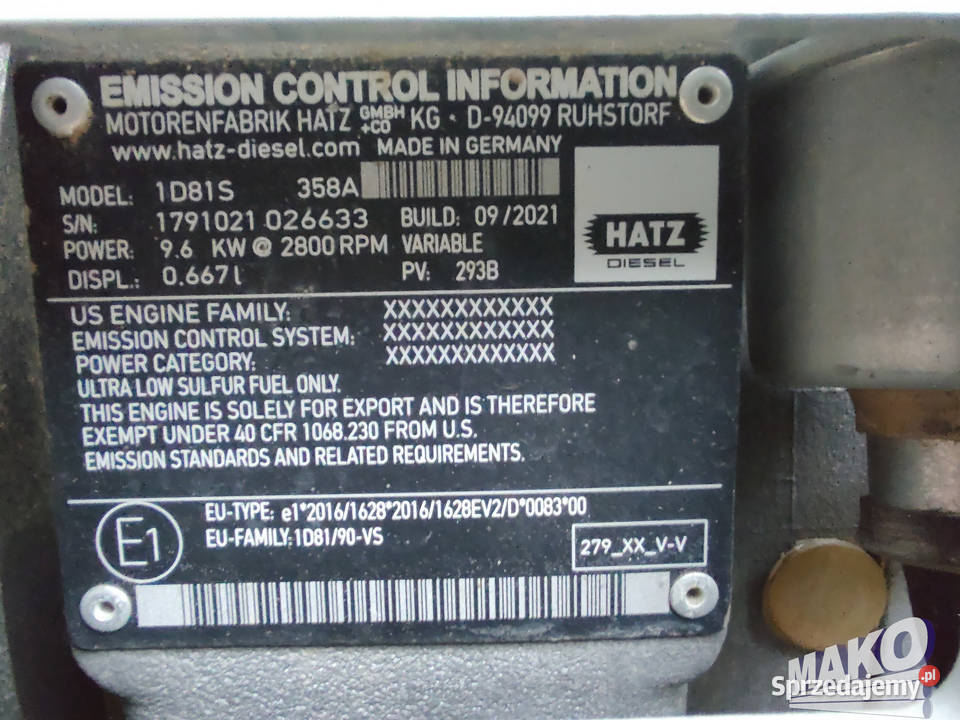 EMISSION CONTROL INFORMATION
MOTORENFABRIK HATZ GMBH +CO KG · D-94099 RUHSTORF
www.hatz-diesel.com MADE IN GERMANY
MODEL: 1D81S 358A
S/N: 1791021 026633 BUILD: 09/2021
POWER: 9.6 KW @ 2800 RPM VARIABLE
DISPL.: 0.667l PV: 293B
HATZ
DIESEL
US ENGINE FAMILY: XXXXXXXXXXXX
EMISSION CONTROL SYSTEM: XXXXXXXXXXXX
POWER CATEGORY: XXXXXXXXXXXX
ULTRA LOW SULFUR FUEL ONLY.
THIS ENGINE IS SOLELY FOR EXPORT AND IS THEREFORE
EXEMPT UNDER 40 CFR 1068.230 FROM U.S.
EMISSION STANDARDS AND RELATED REQUIREMENTS.
E1
EU-TYPE: e1*2016/1628*2016/1628EV2/D*0083*00
EU-FAMILY:1D81/90-VS
279_XX_V-V
MAKO
Sprzedajemy.pl